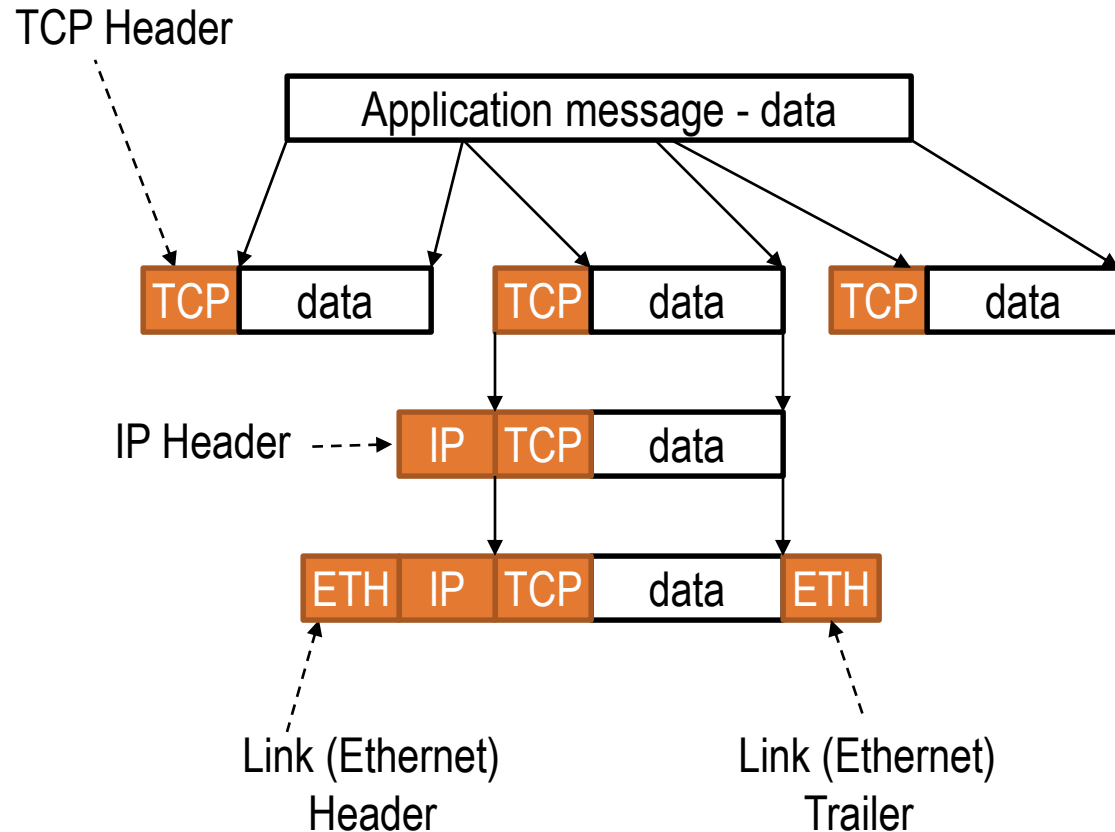 TCP Header
Application message - data
TCP data TCP data TCP data
IP Header IP TCP data
ETH IP TCP data ETH
Link (Ethernet)
Header
Link (Ethernet)
Trailer